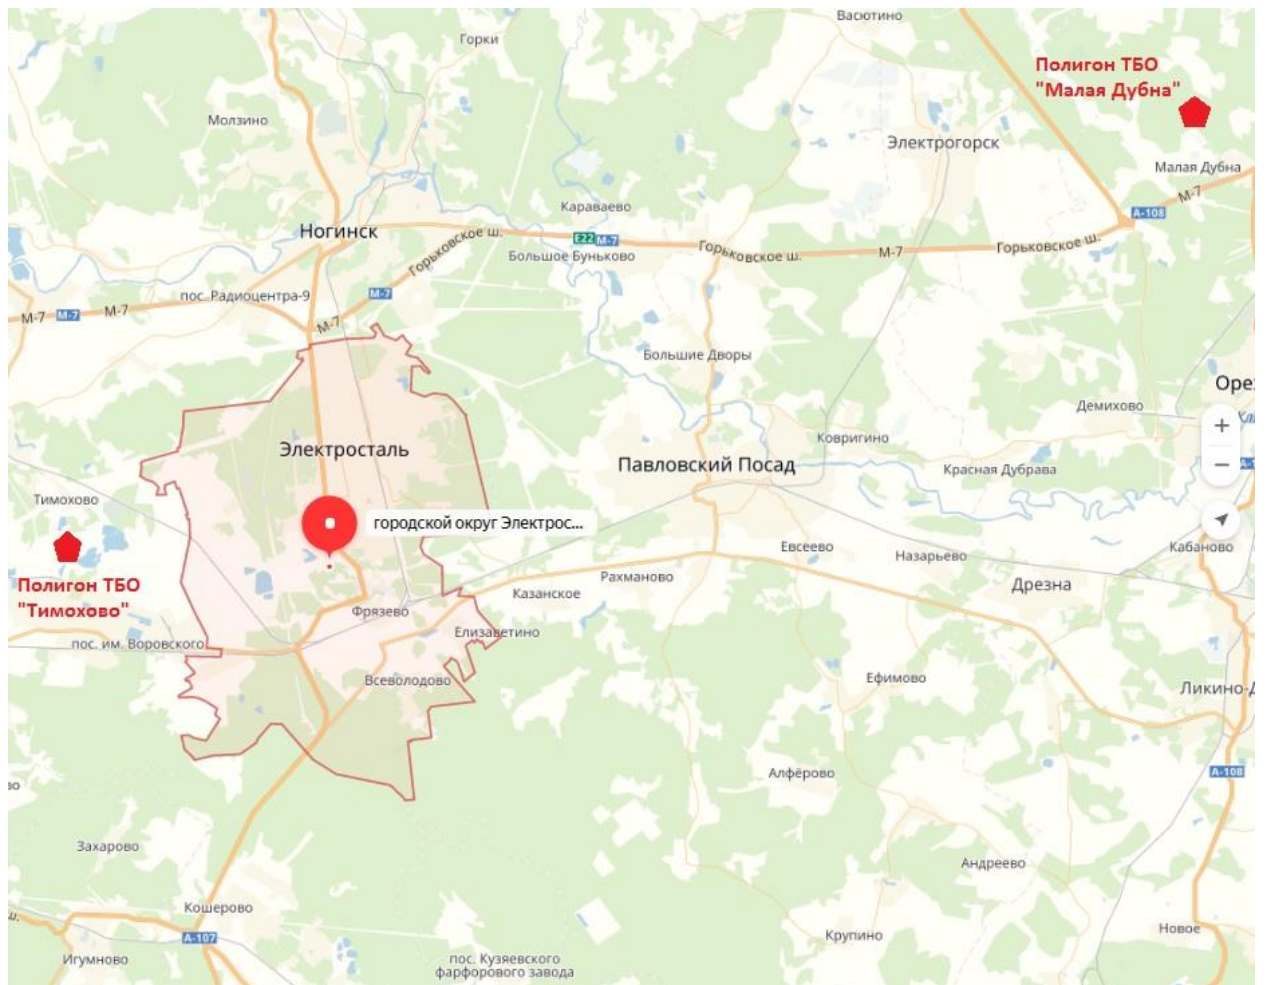 Васютино
Горки
Полигон ТБО
"Малая Дубна"
Молзино
Электрогорск
Малая Дубна
М-7
А-108
Караваево
Ногинск
Горьковское ш.
E22 М-7
Горьковское ш.
М-7
Горьковское ш.
Большое Буньково
пос. Радиоцентра-9
М-7
М-7
М-7
М-7
М-7
Большие Дворы
Демихово
Электросталь
Павловский Посад
Ковригино
Красная Дубрава
Тимохово
городской округ Электрос...
Полигон ТБО
"Тимохово"
Евсеево
Назарьево
Кабаново
Рахманово
Дрезна
Казанское
Фрязево
Елизаветино
пос. им. Воровского
Всеволодово
Ефимово
Алфёрово
А-108
Захарово
Андреево
Кошерово
А-107
Игумново
пос. Кузяевского
фарфорового завода
Крупино
Новое